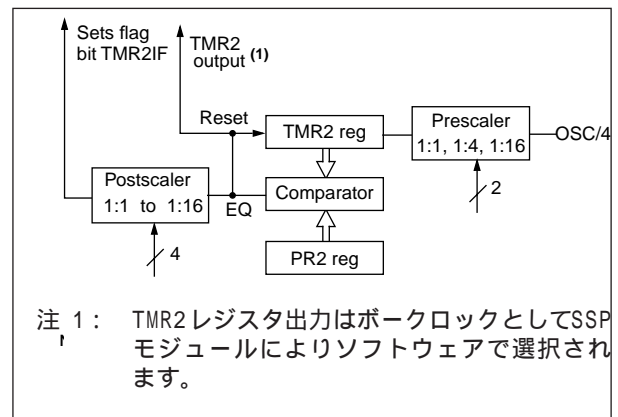 Sets flag
bit TMR2IF
TMR2
output (1)
Reset
TMR2 reg
Prescaler
1:1, 1:4, 1:16
OSC/4
2
Postscaler
1:1 to 1:16
EQ
Comparator
4
PR2 reg
注 1： TMR2レジスタ出力はボークロックとしてSSP
モジュールによりソフトウェアで選択され
ます。